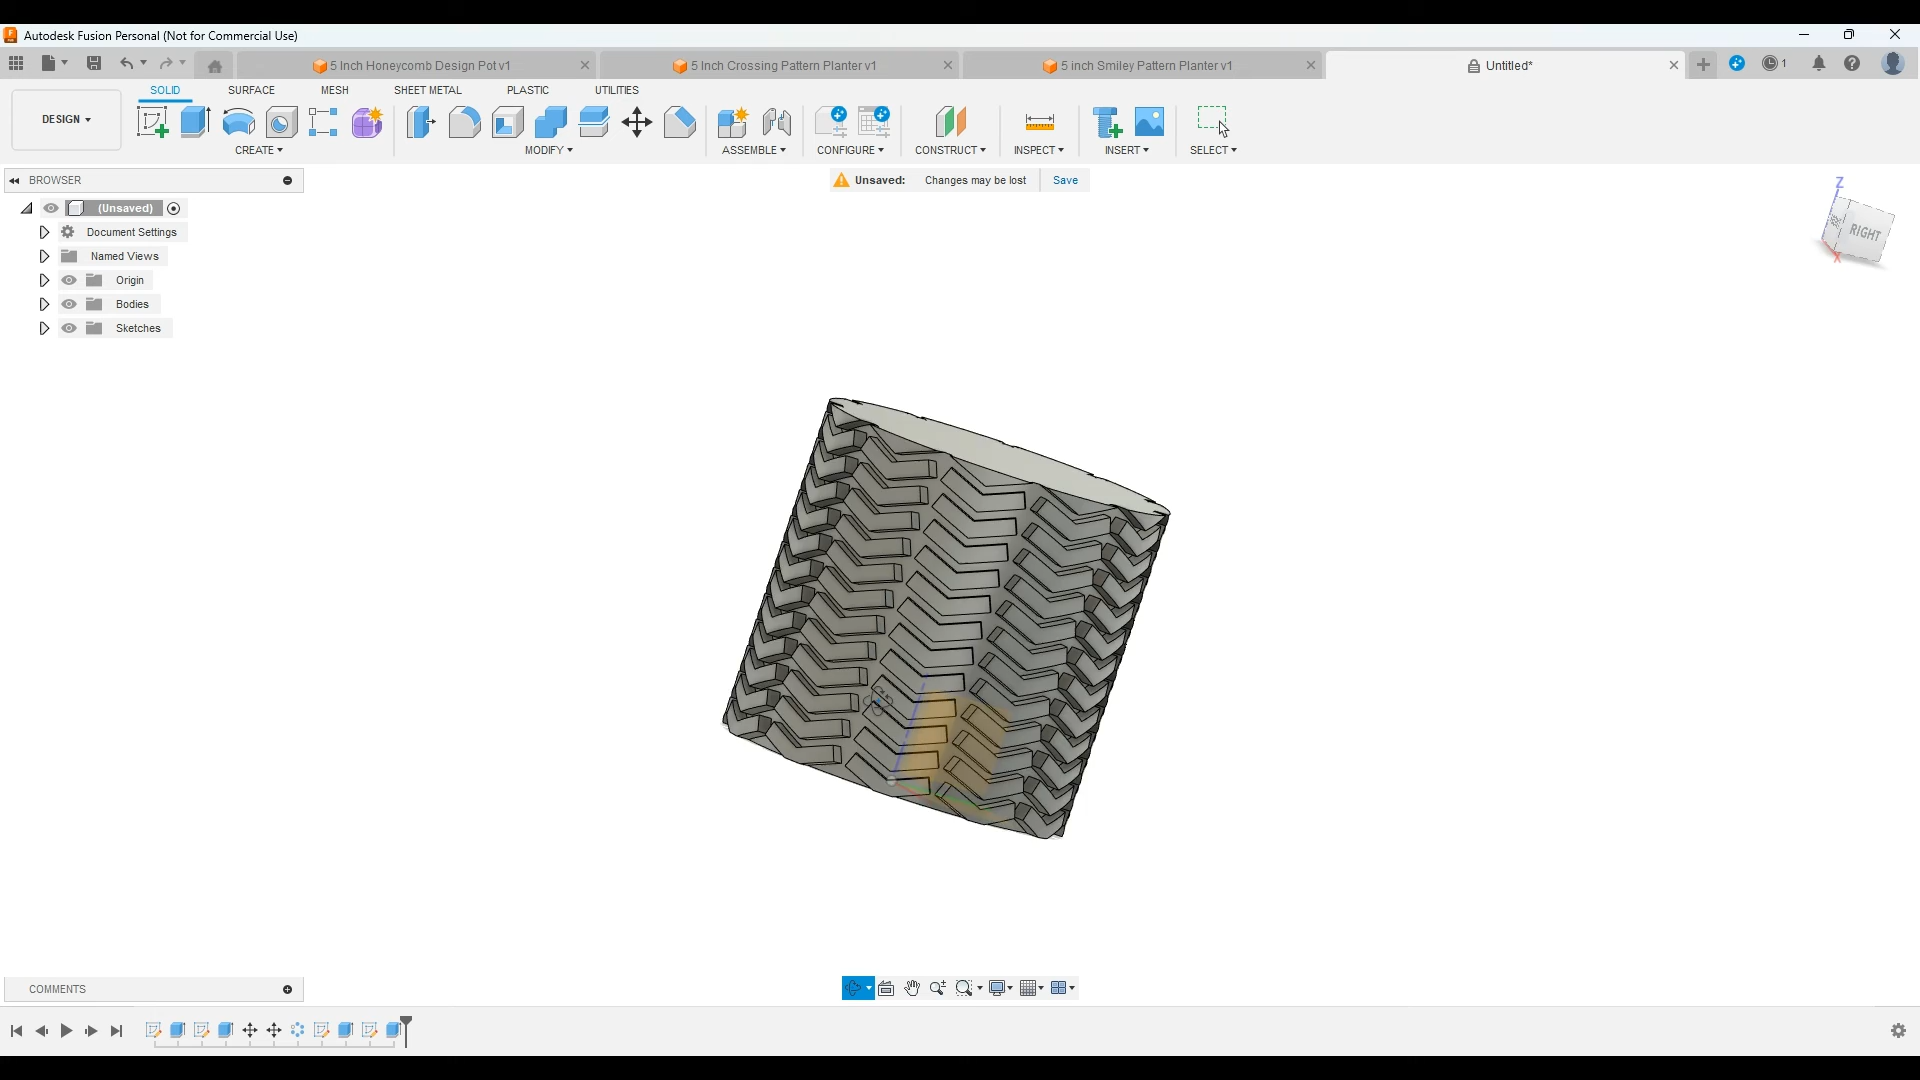 Autodesk Fusion Personal (Not for Commercial Use)
5 Inch Honeycomb Design Pot v1
5 Inch Crossing Pattern Planter v1
5 inch Smiley Pattern Planter v1
Untitled*
1
SOLID
SURFACE
MESH
SHEET METAL
PLASTIC
UTILITIES
DESIGN
CREATE
MODIFY
ASSEMBLE
CONFIGURE
CONSTRUCT
INSPECT
INSERT
SELECT
BROWSER
Unsaved: Changes may be lost Save
(Unsaved)
Document Settings
Named Views
Origin
Bodies
Sketches
Z
RIGHT
X
COMMENTS